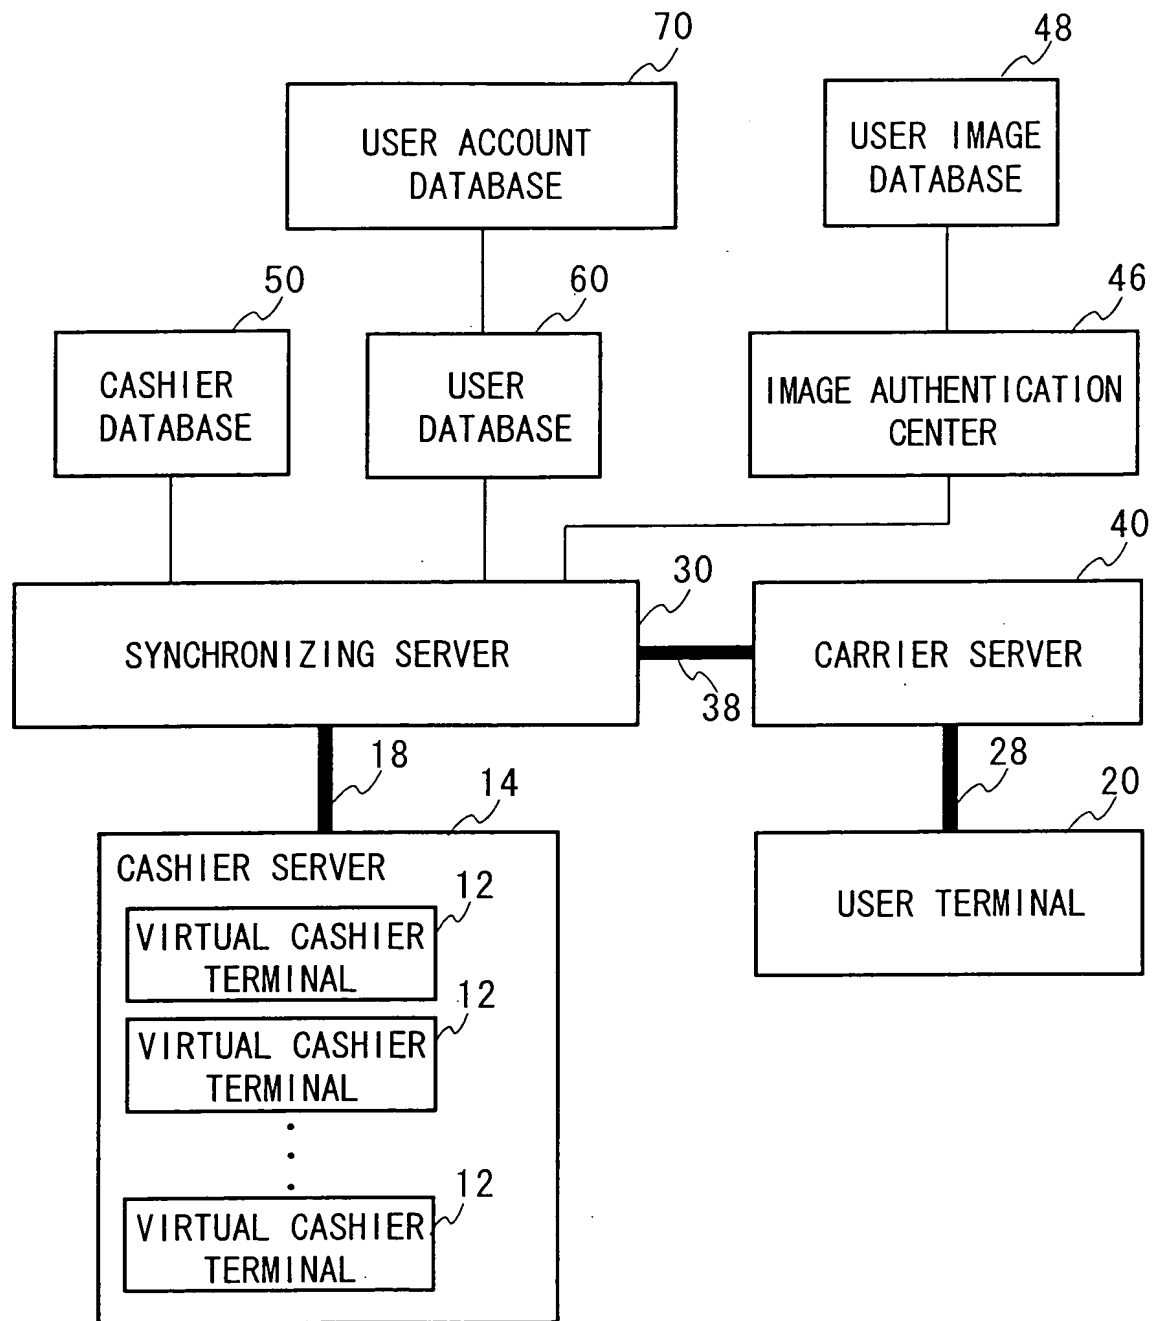 70
48
USER ACCOUNT
DATABASE
USER IMAGE
DATABASE
50
60
46
CASHIER
DATABASE
USER
DATABASE
IMAGE AUTHENTICATION
CENTER
30
40
SYNCHRONIZING SERVER
CARRIER SERVER
38
18
28
14
20
CASHIER SERVER
USER TERMINAL
12
VIRTUAL CASHIER
TERMINAL
12
VIRTUAL CASHIER
TERMINAL
12
VIRTUAL CASHIER
TERMINAL